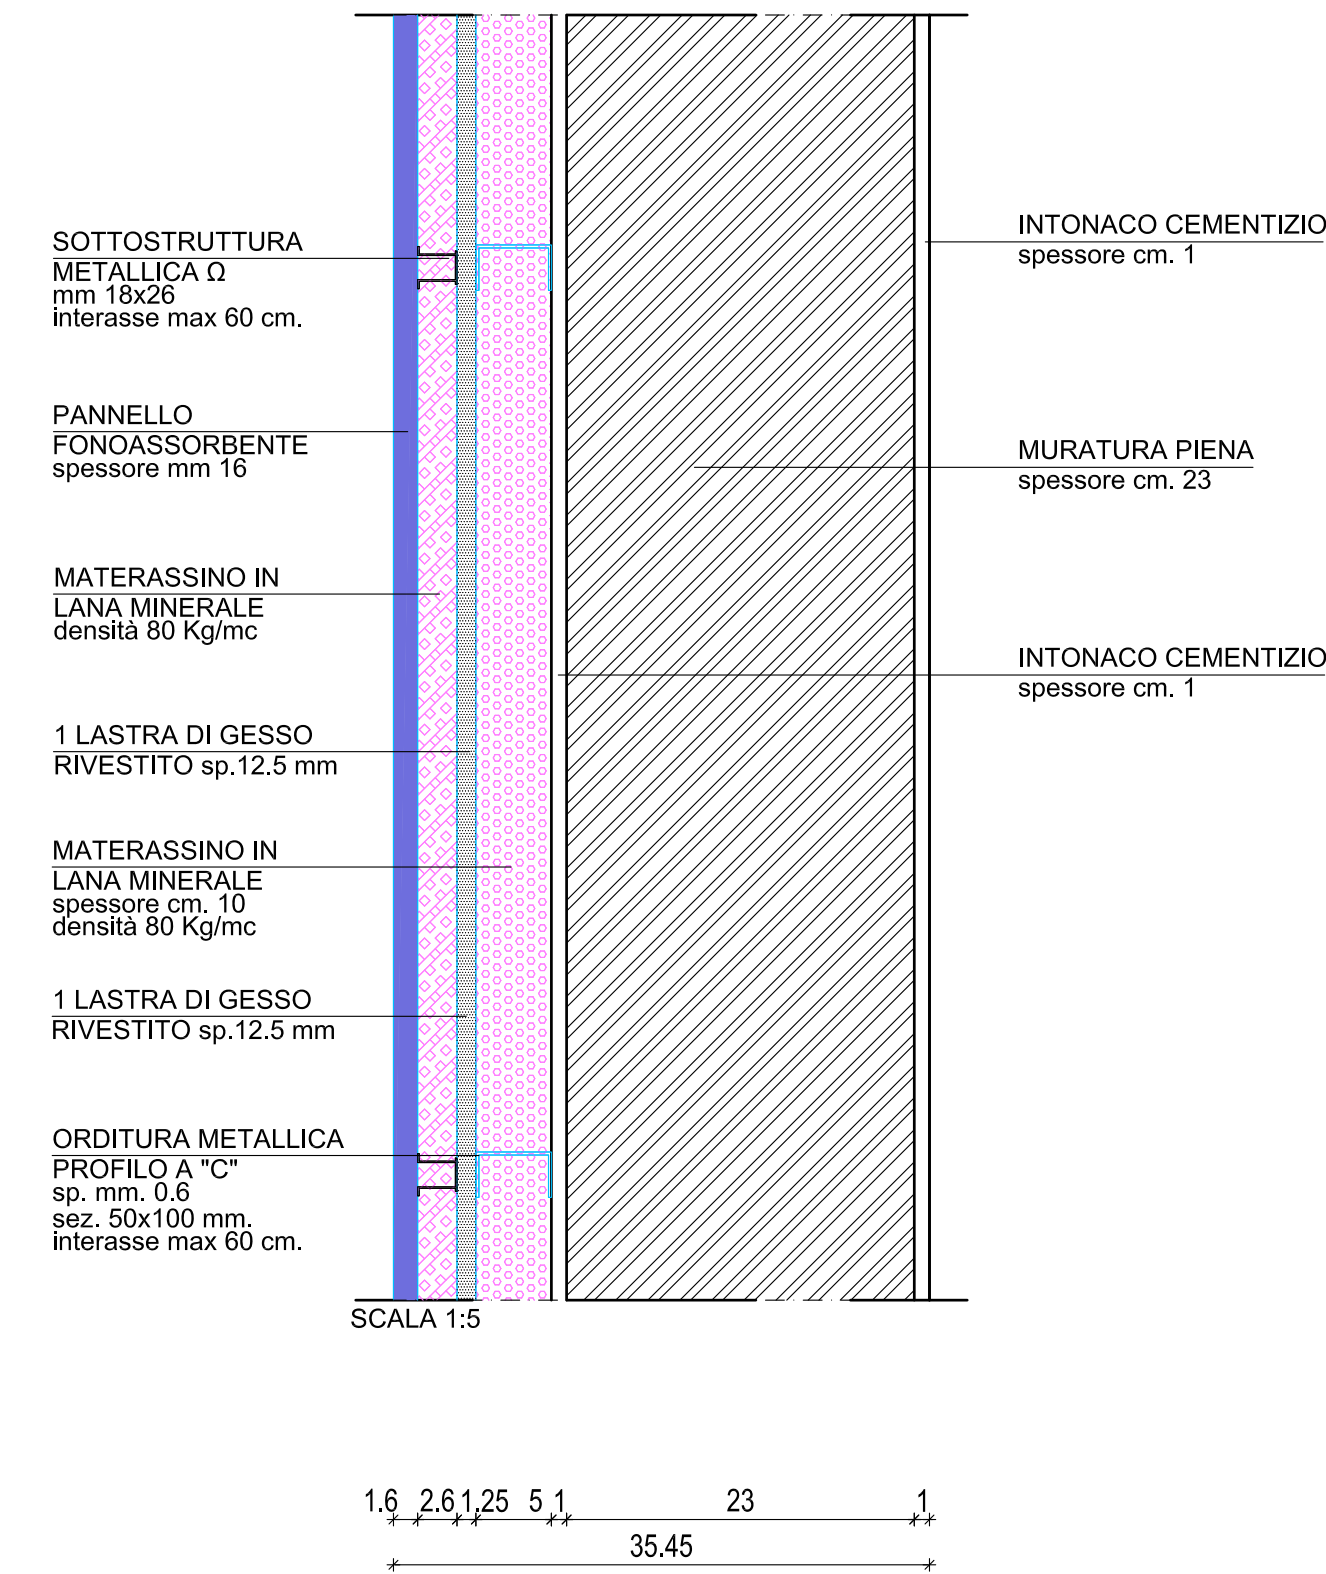 SOTTOSTRUTTURA
METALLICA Ω
mm 18x26
interasse max 60 cm.
PANNELLO
FONOASSORBENTE
spessore mm 16
MATERASSINO IN
LANA MINERALE
densità 80 Kg/mc
1 LASTRA DI GESSO
RIVESTITO sp.12.5 mm
MATERASSINO IN
LANA MINERALE
spessore cm. 10
densità 80 Kg/mc
1 LASTRA DI GESSO
RIVESTITO sp.12.5 mm
ORDITURA METALLICA
PROFILO A "C"
sp. mm. 0.6
sez. 50x100 mm.
interasse max 60 cm.
INTONACO CEMENTIZIO
spessore cm. 1
MURATURA PIENA
spessore cm. 23
INTONACO CEMENTIZIO
spessore cm. 1
SCALA 1:5
1.6 2.6 1.25 5 1 23 1
35.45